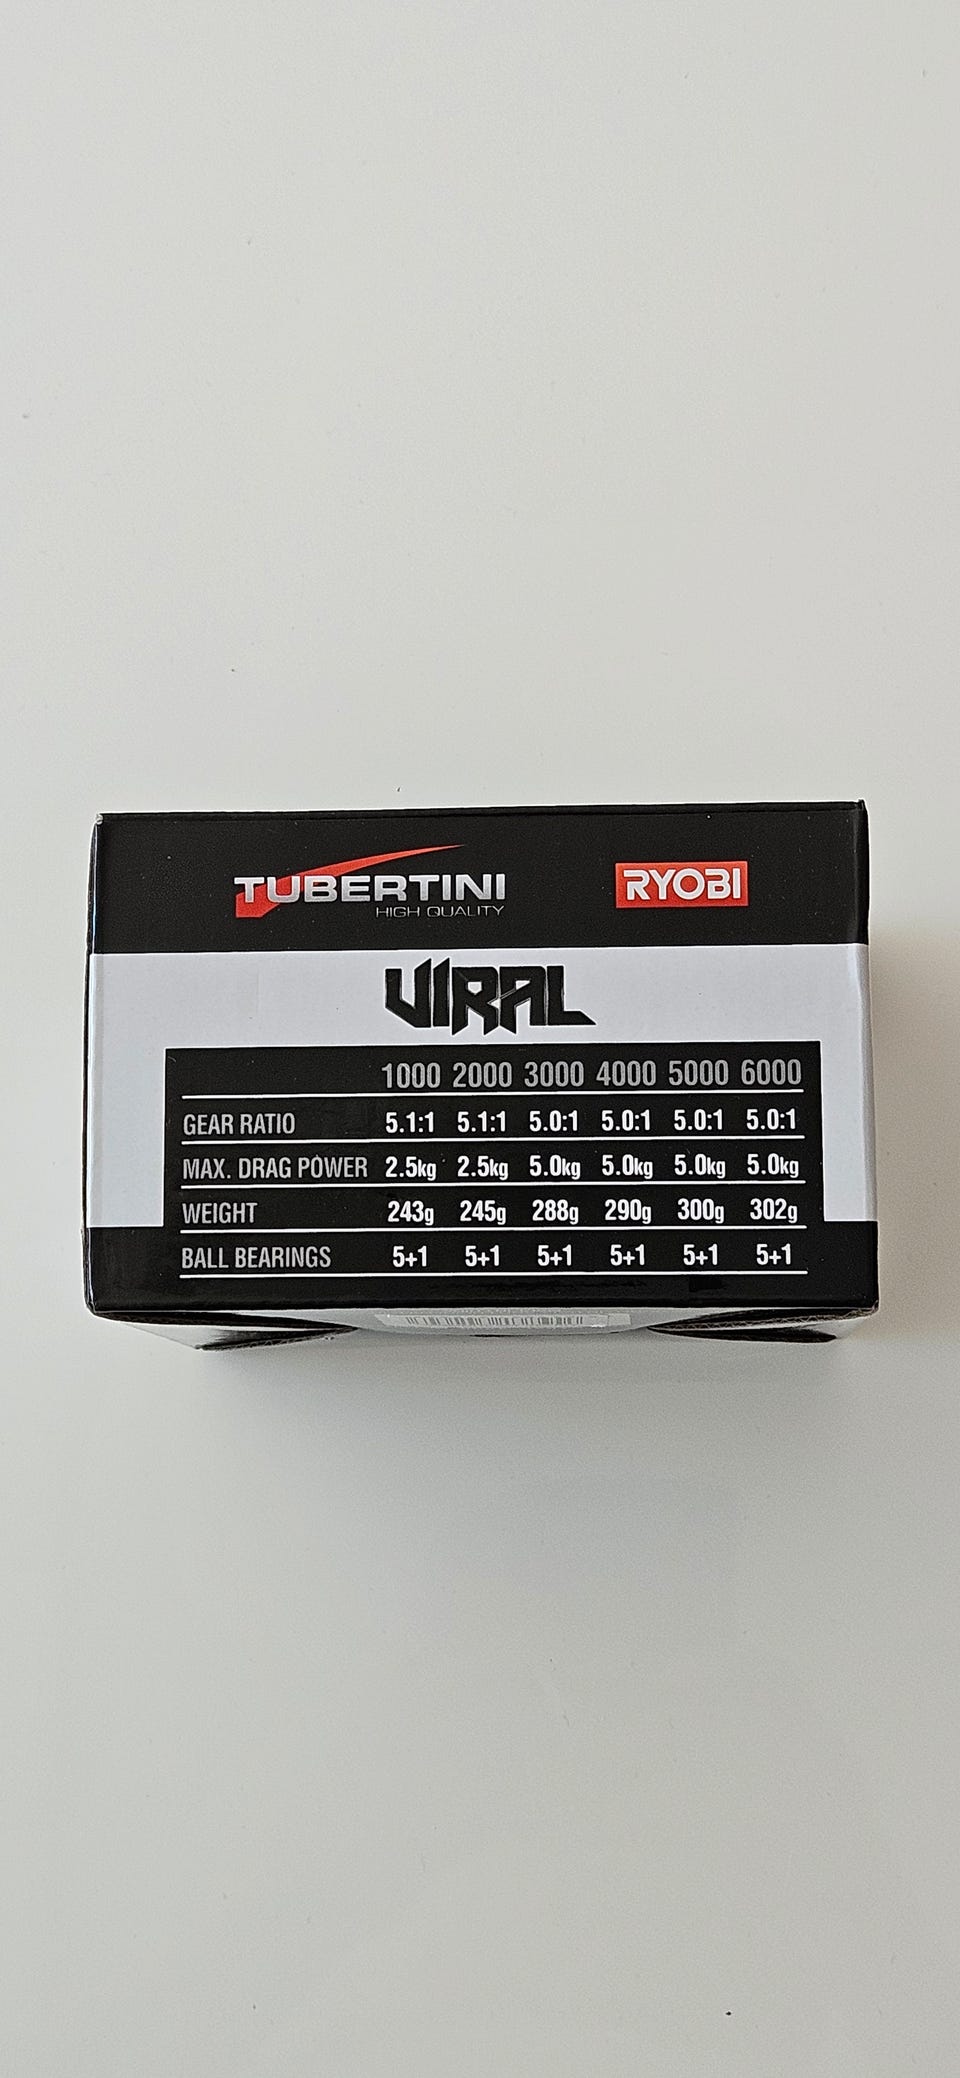 TUBERTINI
HIGH QUALITY
RYOBI
VIRAL
1000 2000 3000 4000 5000 6000
GEAR RATIO 5.1:1 5.1:1 5.0:1 5.0:1 5.0:1 5.0:1
MAX. DRAG POWER 2.5kg 2.5kg 5.0kg 5.0kg 5.0kg 5.0kg
WEIGHT 243g 245g 288g 290g 300g 302g
BALL BEARINGS 5+1 5+1 5+1 5+1 5+1 5+1